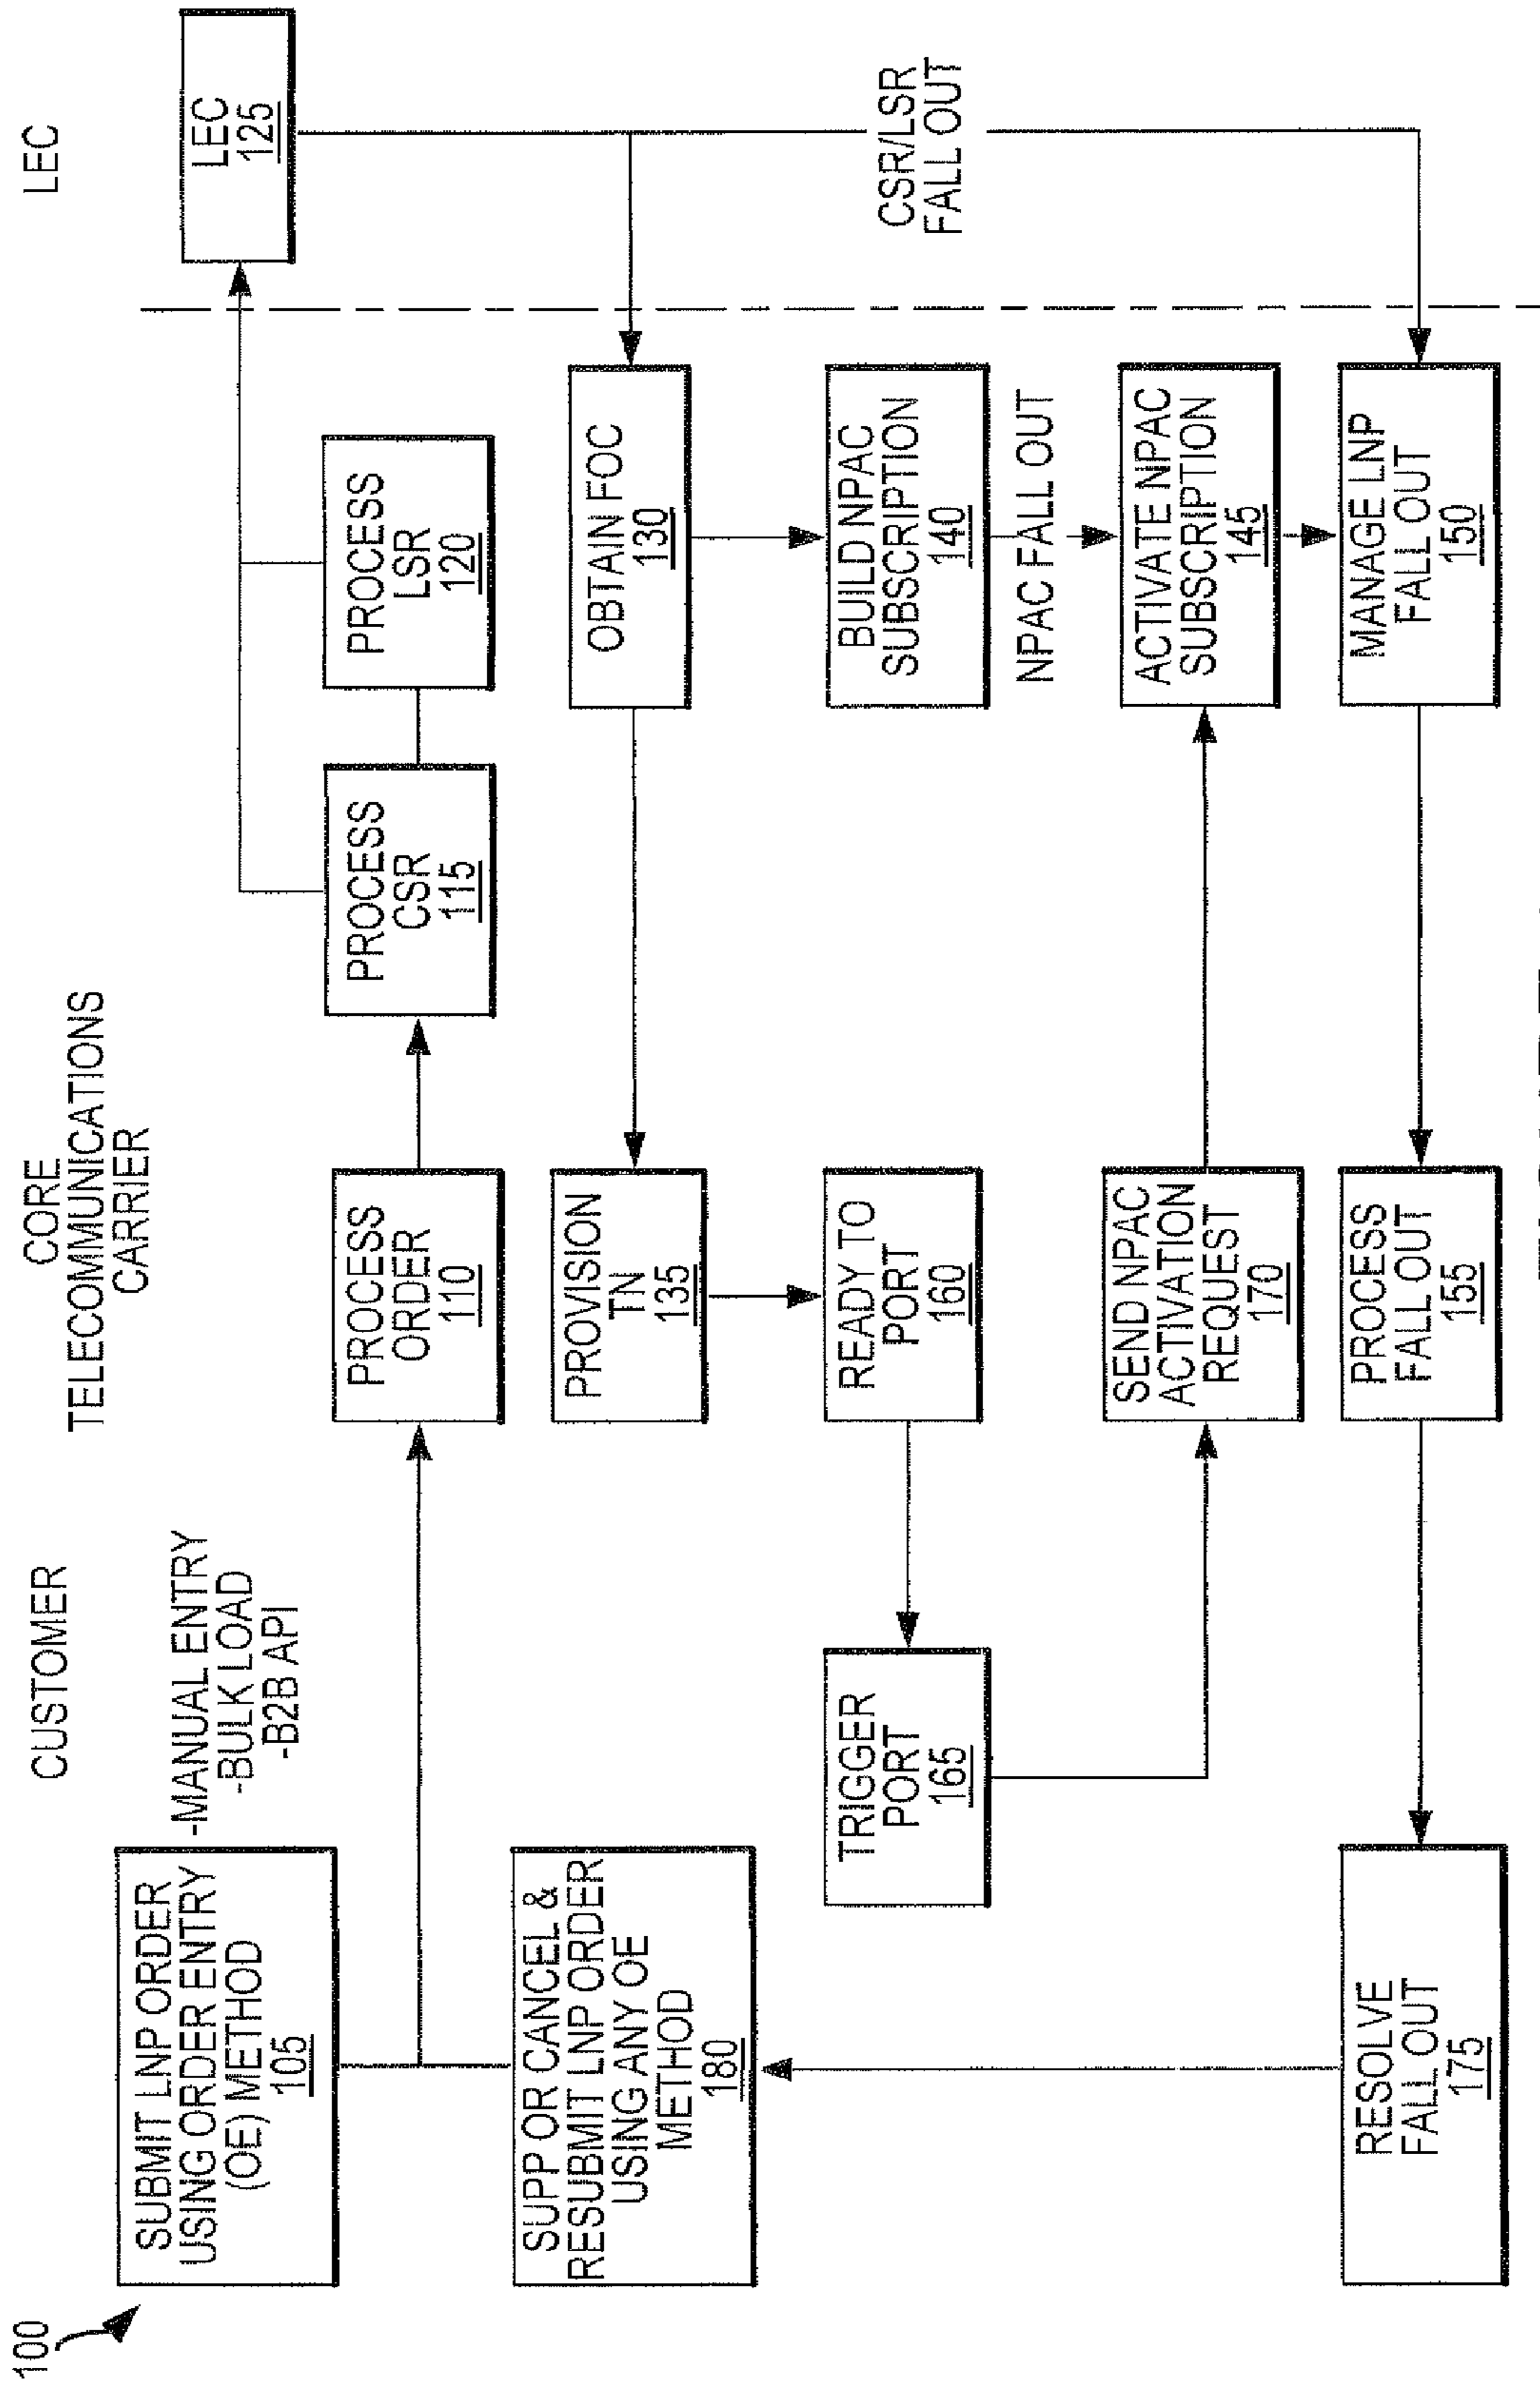 100
CUSTOMER
CORE
TELECOMMUNICATIONS
CARRIER
LEC
SUBMIT LNP ORDER
USING ORDER ENTRY
(OE) METHOD
105
-MANUAL ENTRY
-BULK LOAD
-B2B API
PROCESS
ORDER
110
PROCESS
CSR
115
PROCESS
LSR
120
LEC
125
SUPP OR CANCEL &
RESUBMIT LNP ORDER
USING ANY OE
METHOD
180
PROVISION
TN
135
OBTAIN FOC
130
TRIGGER
PORT
165
READY TO
PORT
160
BUILD NPAC
SUBSCRIPTION
140
NPAC FALL OUT
CSR/LSR
FALL OUT
SEND NPAC
ACTIVATION
REQUEST
170
ACTIVATE NPAC
SUBSCRIPTION
145
RESOLVE
FALL OUT
175
PROCESS
FALL OUT
155
MANAGE LNP
FALL OUT
150